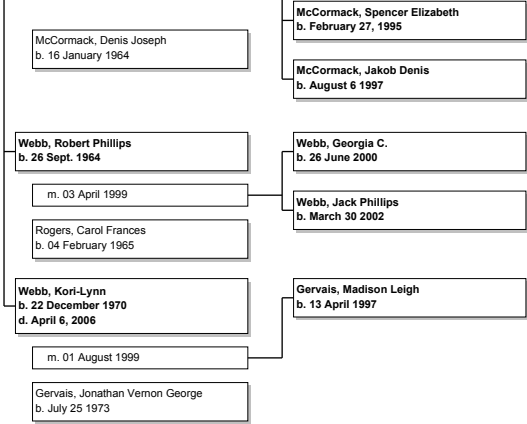 McCormack, Denis Joseph
b. 16 January 1964
McCormack, Spencer Elizabeth
b. February 27, 1995
McCormack, Jakob Denis
b. August 6 1997
Webb, Robert Phillips
b. 26 Sept. 1964
m. 03 April 1999
Rogers, Carol Frances
b. 04 February 1965
Webb, Georgia C.
b. 26 June 2000
Webb, Jack Phillips
b. March 30 2002
Webb, Kori-Lynn
b. 22 December 1970
d. April 6, 2006
m. 01 August 1999
Gervais, Jonathan Vernon George
b. July 25 1973
Gervais, Madison Leigh
b. 13 April 1997